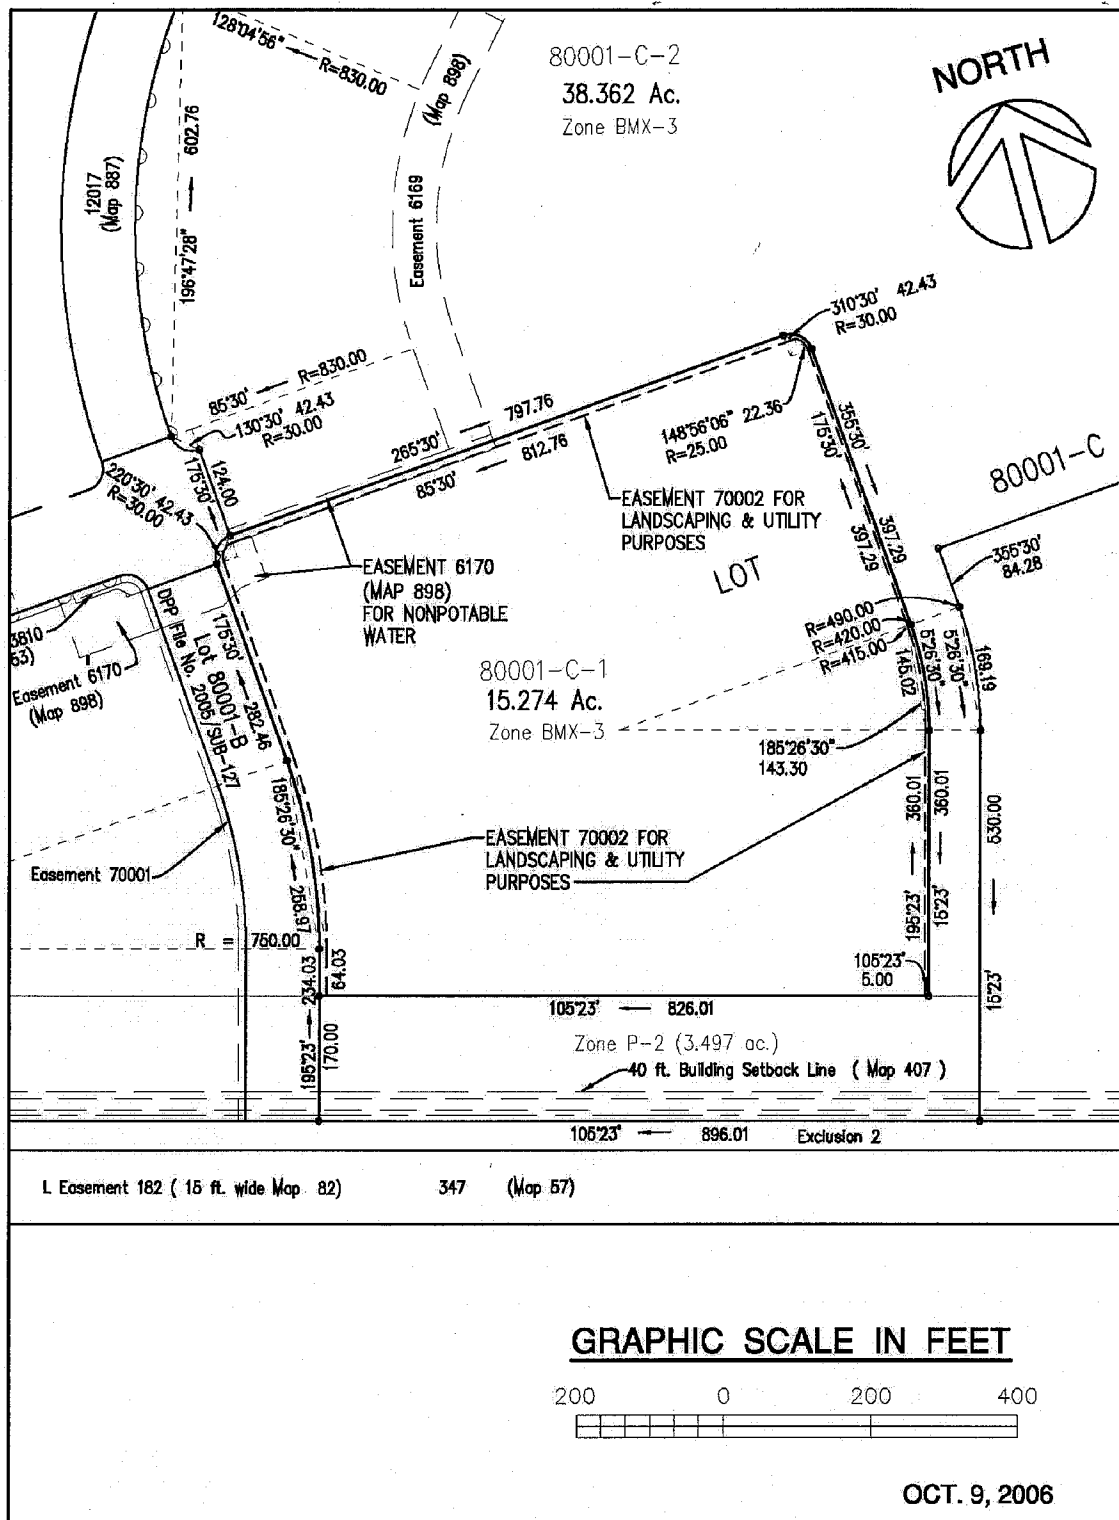 128°04'56"
R=830.00
80001-C-2
38.362 Ac.
Zone BMX-3
NORTH
(Map 898)
602.76
12017
(Map 887)
196°47'28"
Easement 6169
310°30' 42.43
R=30.00
85°30' R=830.00
130°30' 42.43
R=30.00
797.76
265°30'
812.76
85°30'
148°56'06" 22.36
R=25.00
355°30'
175°30'
397.29
397.29
80001-C
220°30' 42.43
R=30.00
175°30'
124.00
EASEMENT 70002 FOR
LANDSCAPING & UTILITY
PURPOSES
LOT
355°30'
84.28
EASEMENT 6170
(MAP 898)
FOR NONPOTABLE
WATER
R=490.00
R=420.00
R=415.00
145.02
5°26'30"
5°26'30"
169.19
3810
53)
Easement 6170
(Map 898)
DPP File No. 2005/SUB-127
Lot 80001-B
175°30' 282.46
80001-C-1
15.274 Ac.
Zone BMX-3
185°26'30"
143.30
185°26'30" 258.97
360.01
360.01
530.00
EASEMENT 70002 FOR
LANDSCAPING & UTILITY
PURPOSES
Easement 70001
195°23'
15°23'
15°23'
R = 750.00
234.03
64.03
105°23'
5.00
105°23' 826.01
195°23'
170.00
Zone P-2 (3.497 ac.)
40 ft. Building Setback Line ( Map 407 )
105°23' 896.01 Exclusion 2
L Easement 182 ( 15 ft. wide Map 82) 347 (Map 57)
GRAPHIC SCALE IN FEET
200 0 200 400
OCT. 9, 2006